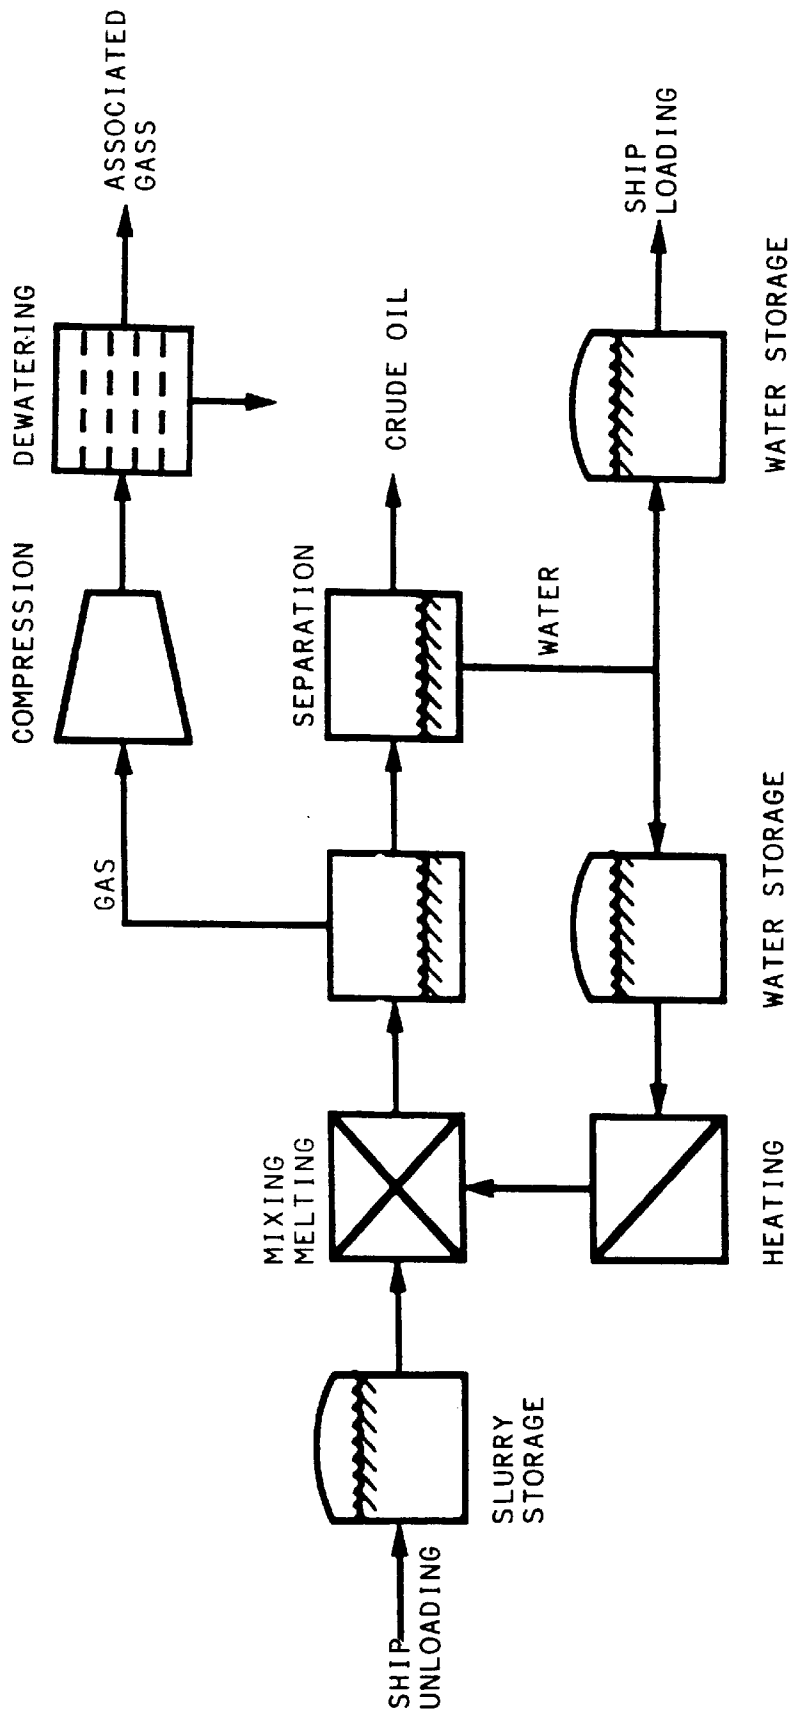 COMPRESSION
DEWATERING
GAS
ASSOCIATED
GASS
MIXING
MELTING
SEPARATION
CRUDE OIL
SHIP
UNLOADING
SLURRY
STORAGE
WATER
SHIP
LOADING
HEATING
WATER STORAGE
WATER STORAGE